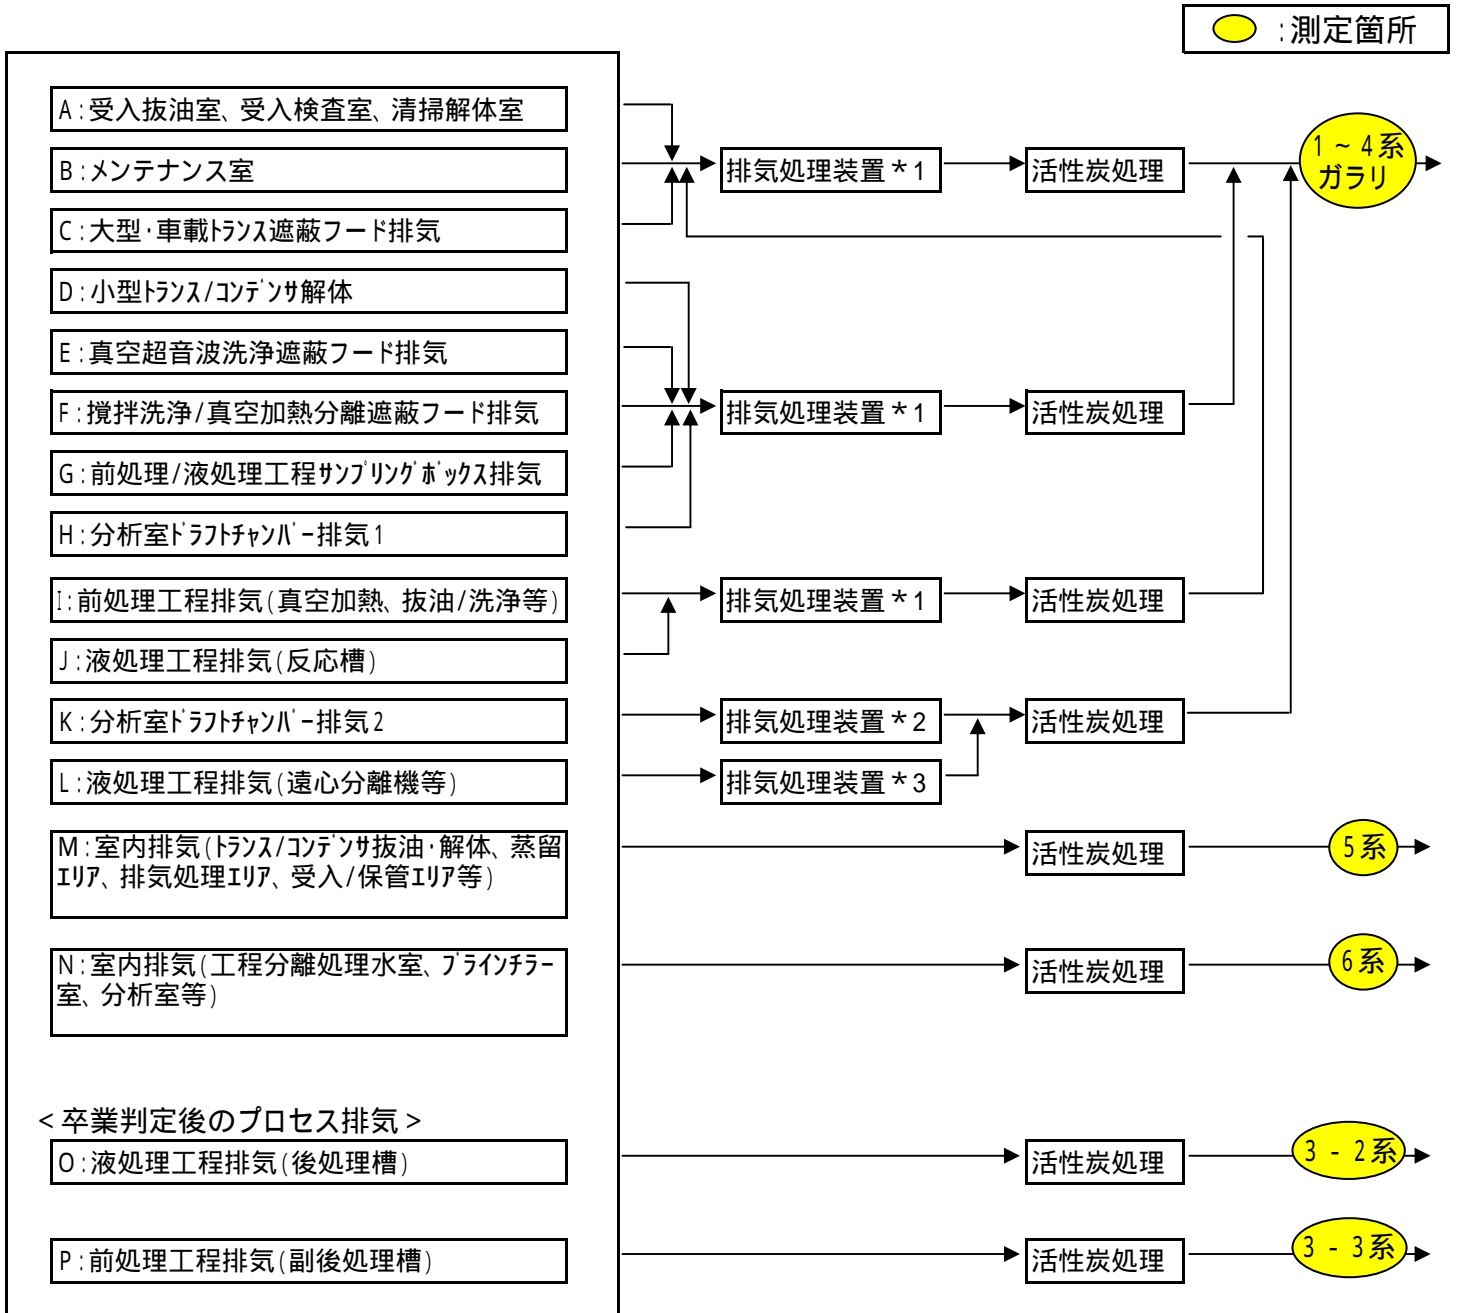 :測定箇所
A:受入抜油室、受入検査室、清掃解体室
B:メンテナンス室
C:大型・車載ﾄﾗﾝｽ遮蔽フード排気
D:小型ﾄﾗﾝｽ/ｺﾝﾃﾞﾝｻ解体
E:真空超音波洗浄遮蔽フード排気
F:攪拌洗浄/真空加熱分離遮蔽フード排気
G:前処理/液処理工程ｻﾝﾌﾟﾘﾝｸﾞﾎﾞｯｸｽ排気
H:分析室ﾄﾞﾗﾌﾄﾁｬﾝﾊﾞｰ排気1
I:前処理工程排気(真空加熱、抜油/洗浄等)
J:液処理工程排気(反応槽)
K:分析室ﾄﾞﾗﾌﾄﾁｬﾝﾊﾞｰ排気2
L:液処理工程排気(遠心分離機等)
M:室内排気(ﾄﾗﾝｽ/ｺﾝﾃﾞﾝｻ抜油・解体、蒸留
ｴﾘｱ、排気処理ｴﾘｱ、受入/保管ｴﾘｱ等)
N:室内排気(工程分離処理水室、ﾌﾞﾗｲﾝﾁﾗｰ
室、分析室等)
<卒業判定後のプロセス排気>
O:液処理工程排気(後処理槽)
P:前処理工程排気(副後処理槽)
排気処理装置*1
活性炭処理
1~4系
ガラリ
排気処理装置*1
活性炭処理
排気処理装置*1
活性炭処理
排気処理装置*2
活性炭処理
排気処理装置*3
活性炭処理
5系
活性炭処理
6系
活性炭処理
3-2系
活性炭処理
3-3系